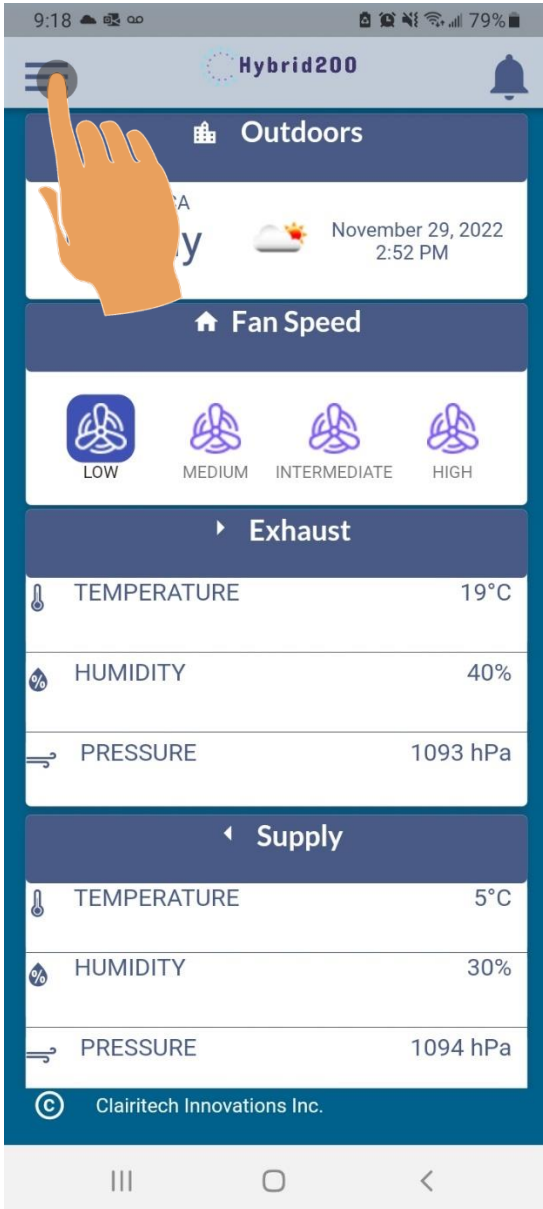 9:18
79%
Hybrid200
Outdoors
November 29, 2022
2:52 PM
Fan Speed
LOW
MEDIUM
INTERMEDIATE
HIGH
Exhaust
TEMPERATURE
19°C
HUMIDITY
40%
PRESSURE
1093 hPa
Supply
TEMPERATURE
5°C
HUMIDITY
30%
PRESSURE
1094 hPa
© Clairitech Innovations Inc.